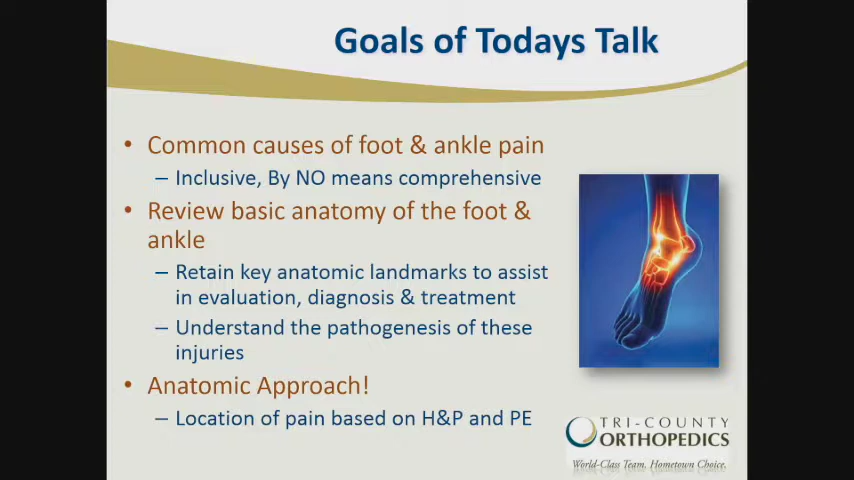 Goals of Todays Talk
• Common causes of foot & ankle pain
– Inclusive, By NO means comprehensive
• Review basic anatomy of the foot &
ankle
– Retain key anatomic landmarks to assist
in evaluation, diagnosis & treatment
– Understand the pathogenesis of these
injuries
• Anatomic Approach!
– Location of pain based on H&P and PE
TRI-COUNTY
ORTHOPEDICS
World-Class Team. Hometown Choice.